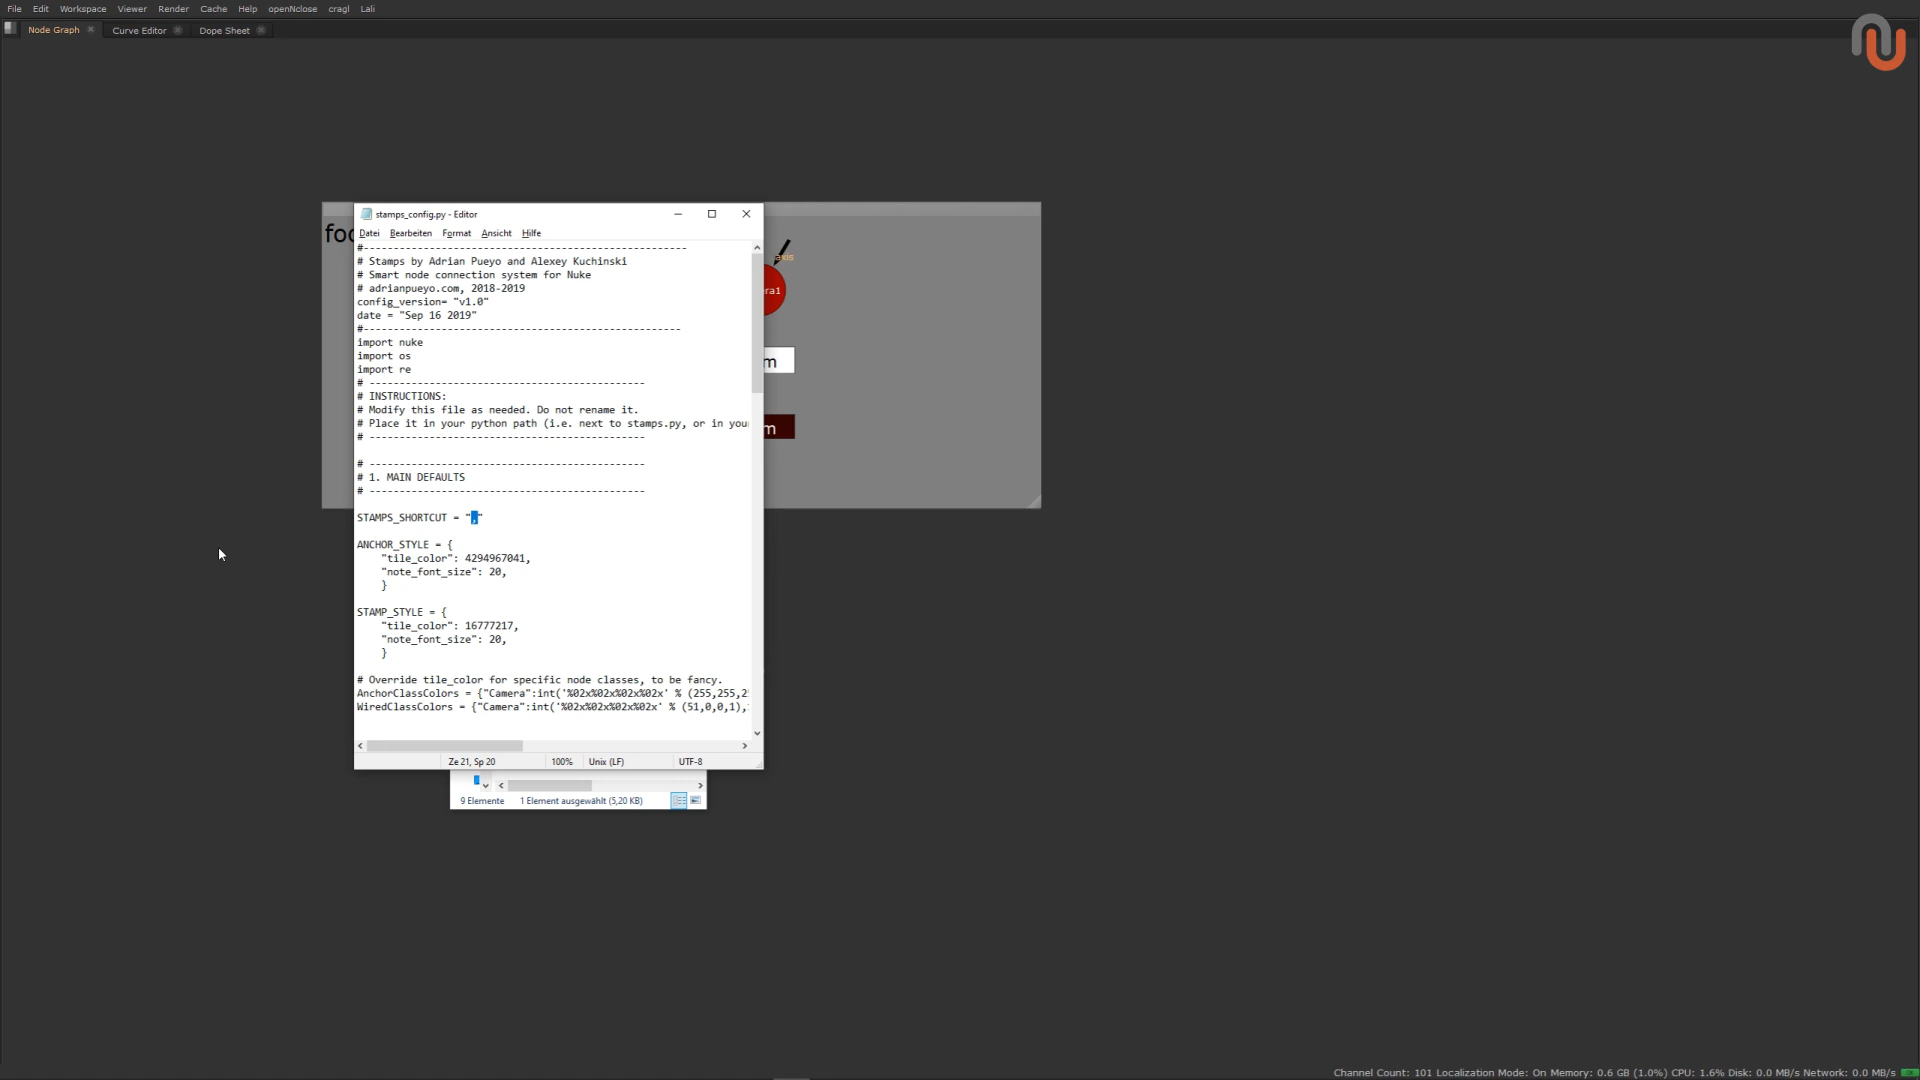 File Edit Workspace Viewer Render Cache Help openNclose cragl Lali
Node Graph Curve Editor Dope Sheet
stamps_config.py - Editor
Datei Bearbeiten Format Ansicht Hilfe
#------------------------------------------------------
# Stamps by Adrian Pueyo and Alexey Kuchinski
# Smart node connection system for Nuke
# adrianpueyo.com, 2018-2019
config_version= "v1.0"
date = "Sep 16 2019"
#-----------------------------------------------------
import nuke
import os
import re
# ----------------------------------------------
# INSTRUCTIONS:
# Modify this file as needed. Do not rename it.
# Place it in your python path (i.e. next to stamps.py, or in you
# ----------------------------------------------
# ----------------------------------------------
# 1. MAIN DEFAULTS
# ----------------------------------------------
STAMPS_SHORTCUT = ","
ANCHOR_STYLE = {
"tile_color": 4294967041,
"note_font_size": 20,
}
STAMP_STYLE = {
"tile_color": 16777217,
"note_font_size": 20,
}
# Override tile_color for specific node classes, to be fancy.
AnchorClassColors = {"Camera":int('%02x%02x%02x%02x' % (255,255,2
WiredClassColors = {"Camera":int('%02x%02x%02x%02x' % (51,0,0,1),
Ze 21, Sp 20 100% Unix (LF) UTF-8
9 Elemente 1 Element ausgewählt (5,20 KB)
axis
ra1
m
m
Channel Count: 101 Localization Mode: On Memory: 0.6 GB (1.0%) CPU: 1.6% Disk: 0.0 MB/s Network: 0.0 MB/s